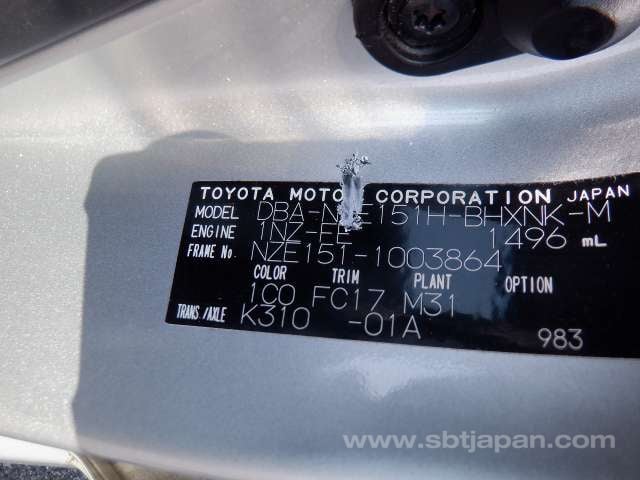 TOYOTA MOTOR CORPORATION JAPAN
MODEL DBA-NZE151H-BHXNK-M
ENGINE 1NZ-FE 1496 mL
FRAME No. NZE151-1003864
COLOR TRIM PLANT OPTION
1C0 FC17 M31
TRANS/AXLE K310 -01A
983
www.sbtjapan.com